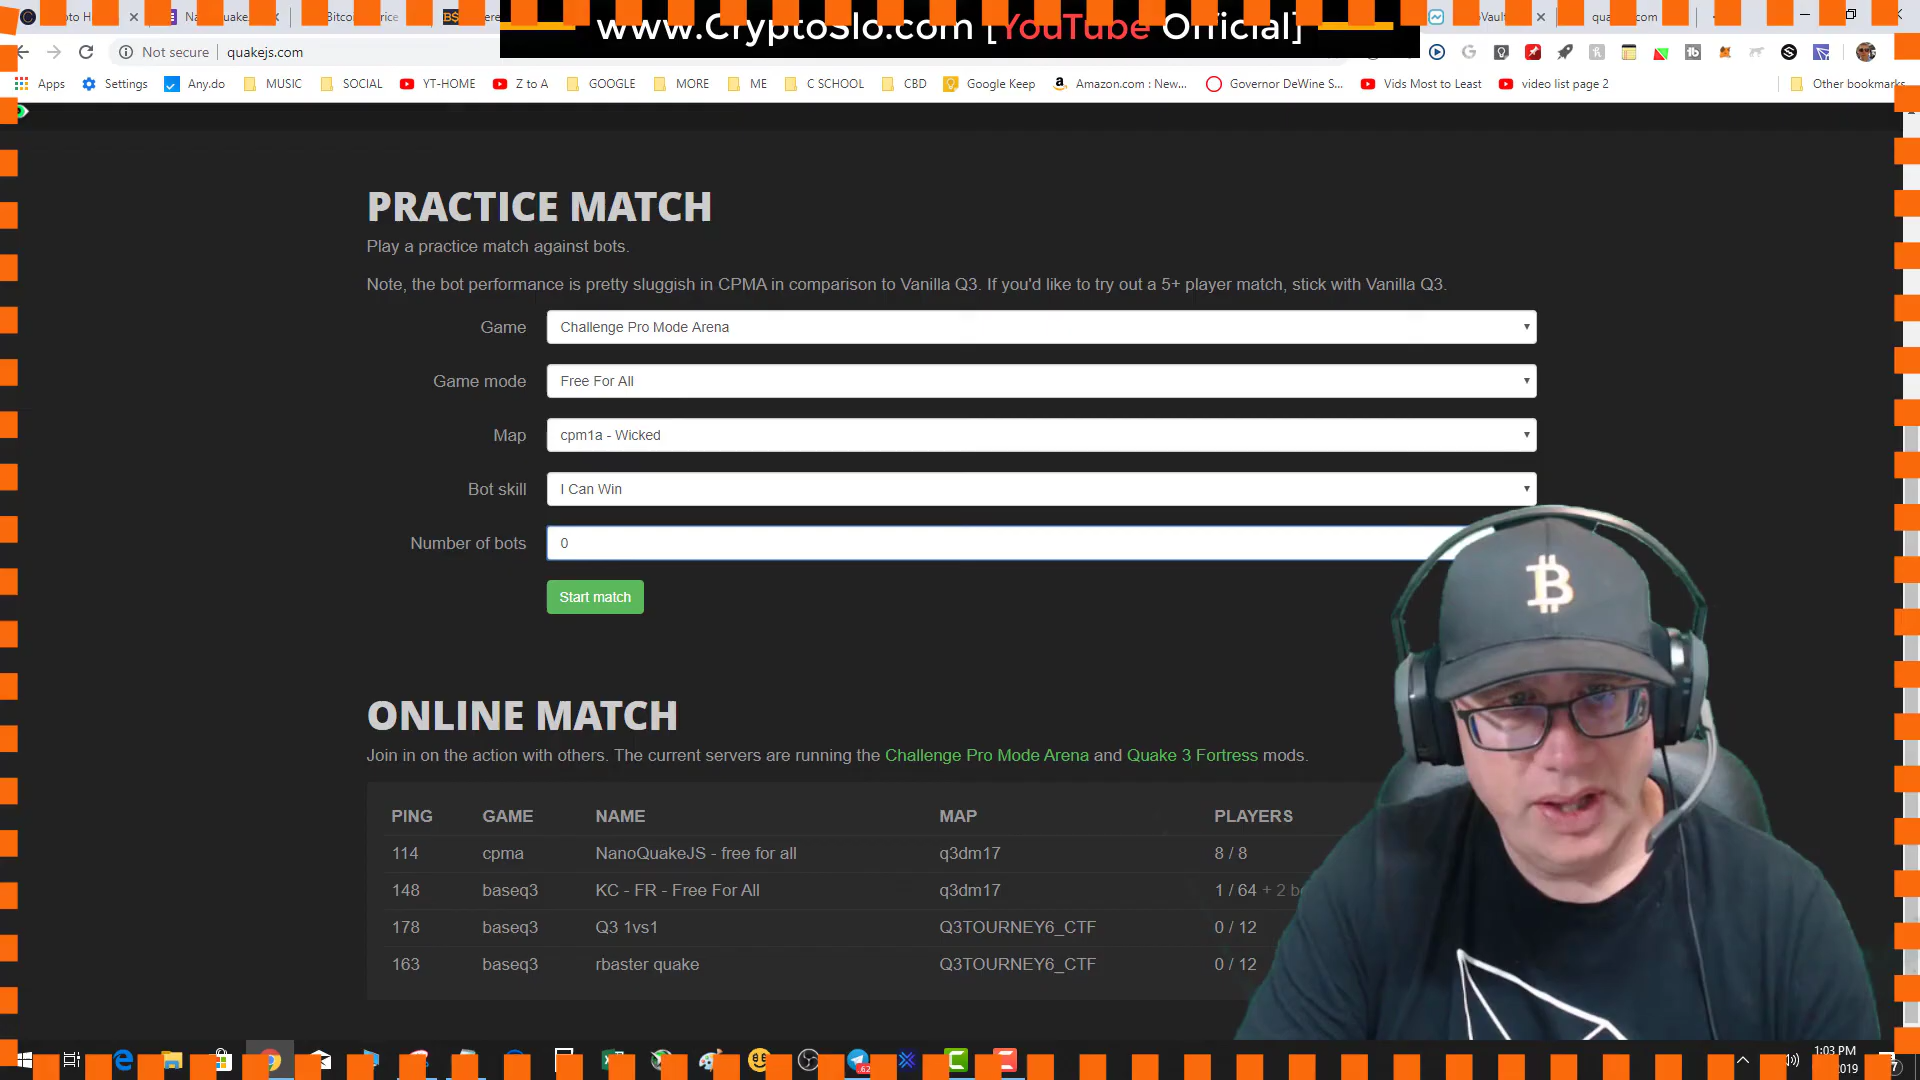 www.CryptoSlo.com [YouTube Official]
Not secure | quakejs.com
Apps Settings Any.do MUSIC SOCIAL YT-HOME Z to A GOOGLE MORE ME C SCHOOL CBD Google Keep Amazon.com : New... Governor DeWine S... Vids Most to Least video list page 2 Other bookmarks
PRACTICE MATCH
Play a practice match against bots.
Note, the bot performance is pretty sluggish in CPMA in comparison to Vanilla Q3. If you'd like to try out a 5+ player match, stick with Vanilla Q3.
Game Challenge Pro Mode Arena
Game mode Free For All
Map cpm1a - Wicked
Bot skill I Can Win
Number of bots 0
Start match
ONLINE MATCH
Join in on the action with others. The current servers are running the Challenge Pro Mode Arena and Quake 3 Fortress mods.
PING GAME NAME MAP PLAYERS
114 cpma NanoQuakeJS - free for all q3dm17 8 / 8
148 baseq3 KC - FR - Free For All q3dm17 1 / 64 + 2
178 baseq3 Q3 1vs1 Q3TOURNEY6_CTF 0 / 12
163 baseq3 rbaster quake Q3TOURNEY6_CTF 0 / 12
1:03 PM
2019